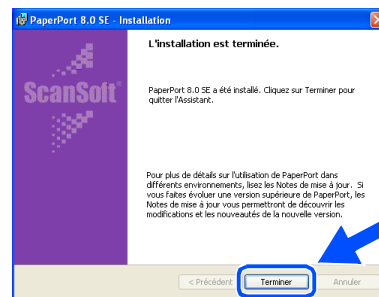 PaperPort 8.0 SE - Installation
L'installation est terminée.
ScanSoft®
PaperPort 8.0 SE a été installé. Cliquez sur Terminer pour
quitter l'Assistant.
Pour plus de détails sur l'utilisation de PaperPort dans
différents environnements, lisez les Notes de mise à jour. Si
vous faites évoluer une version supérieure de PaperPort, les
Notes de mise à jour vous permettront de découvrir les
modifications et les nouveautés de la nouvelle version.
< Précédent Terminer Annuler